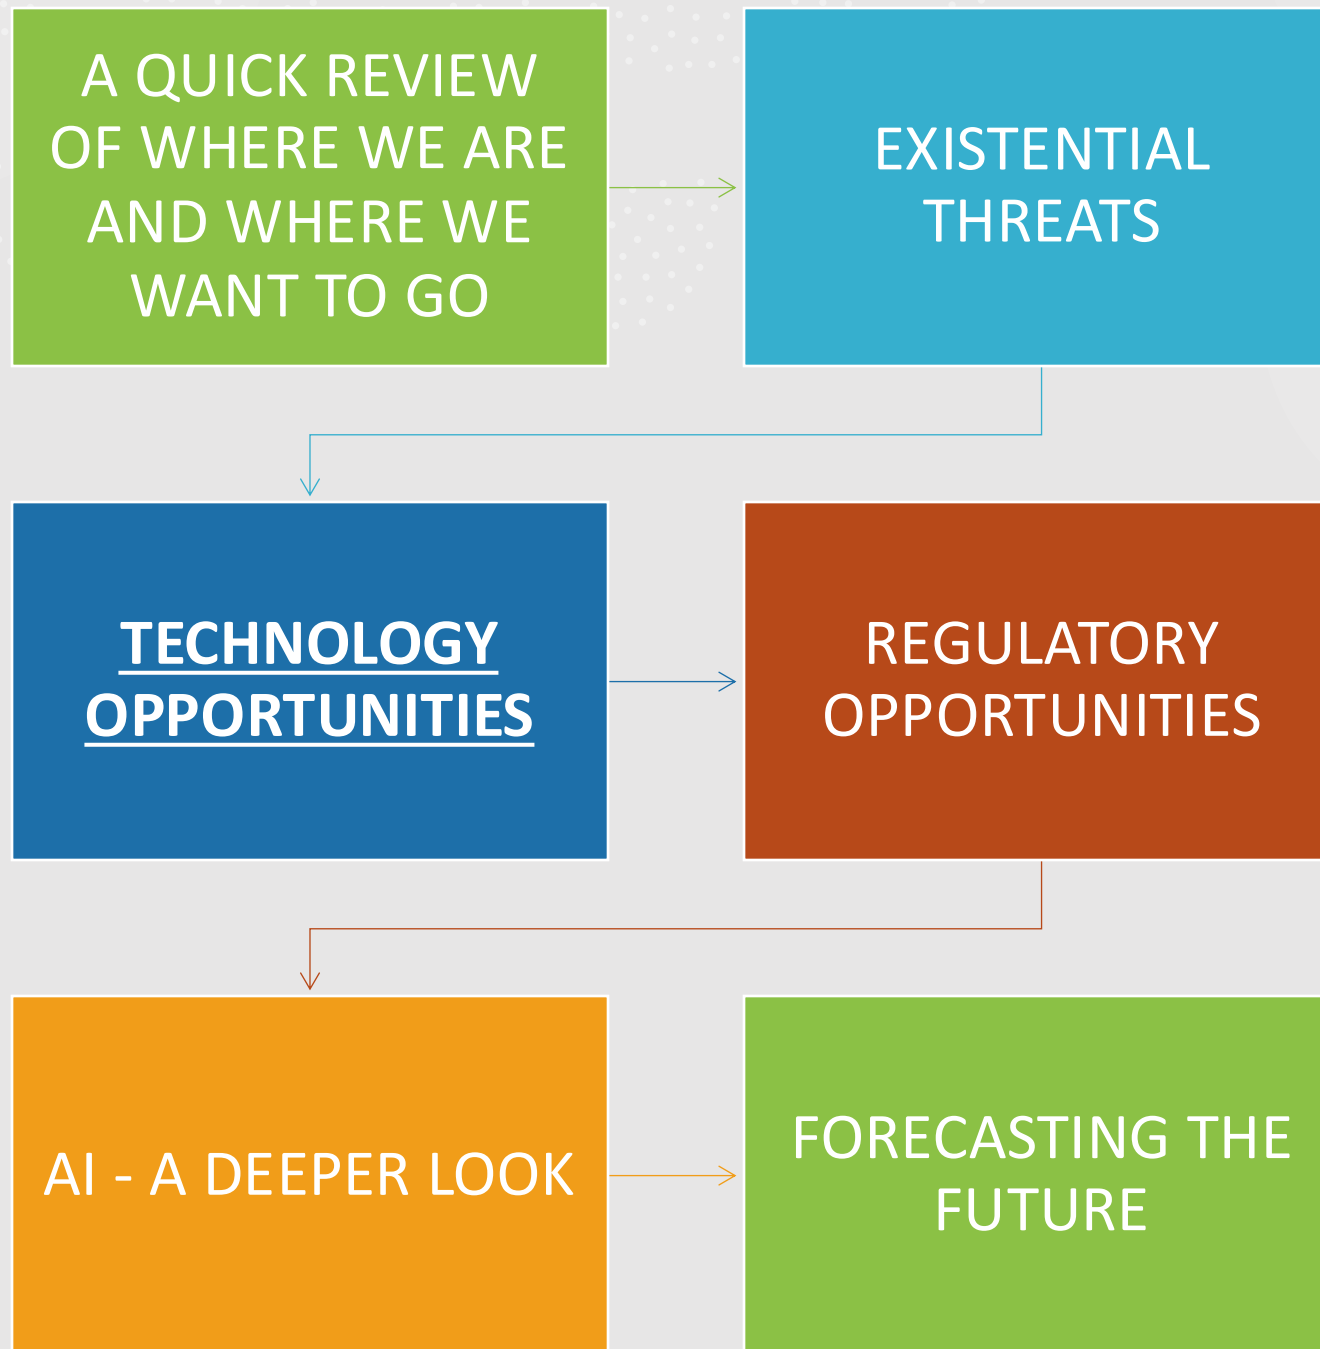 A QUICK REVIEW
OF WHERE WE ARE
AND WHERE WE
WANT TO GO
EXISTENTIAL
THREATS
TECHNOLOGY
OPPORTUNITIES
REGULATORY
OPPORTUNITIES
AI - A DEEPER LOOK
FORECASTING THE
FUTURE